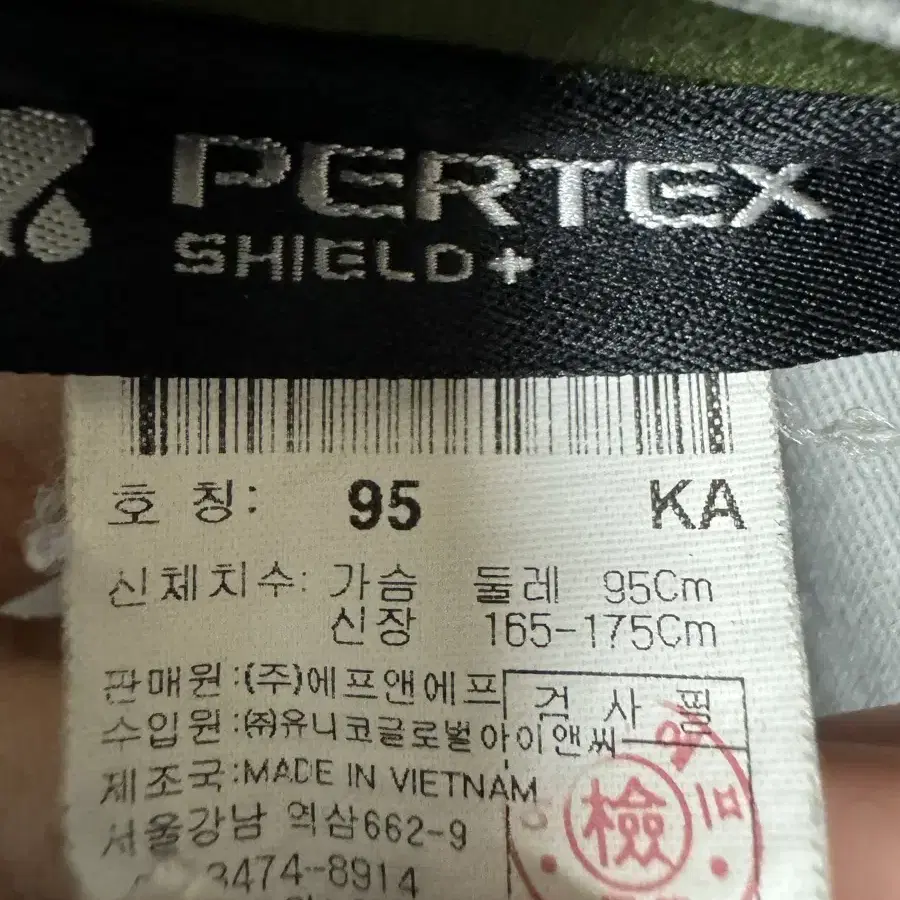 PERTEX
SHIELD+
호 칭: 95 KA
신체치수: 가슴 둘레 95Cm
신장 165-175Cm
판매원:(주)에프앤에프
검 사 필
수입원:㈜유니코글로벌아이앤씨
제조국:MADE IN VIETNAM
檢
서울강남 역삼662-9
3474-8914